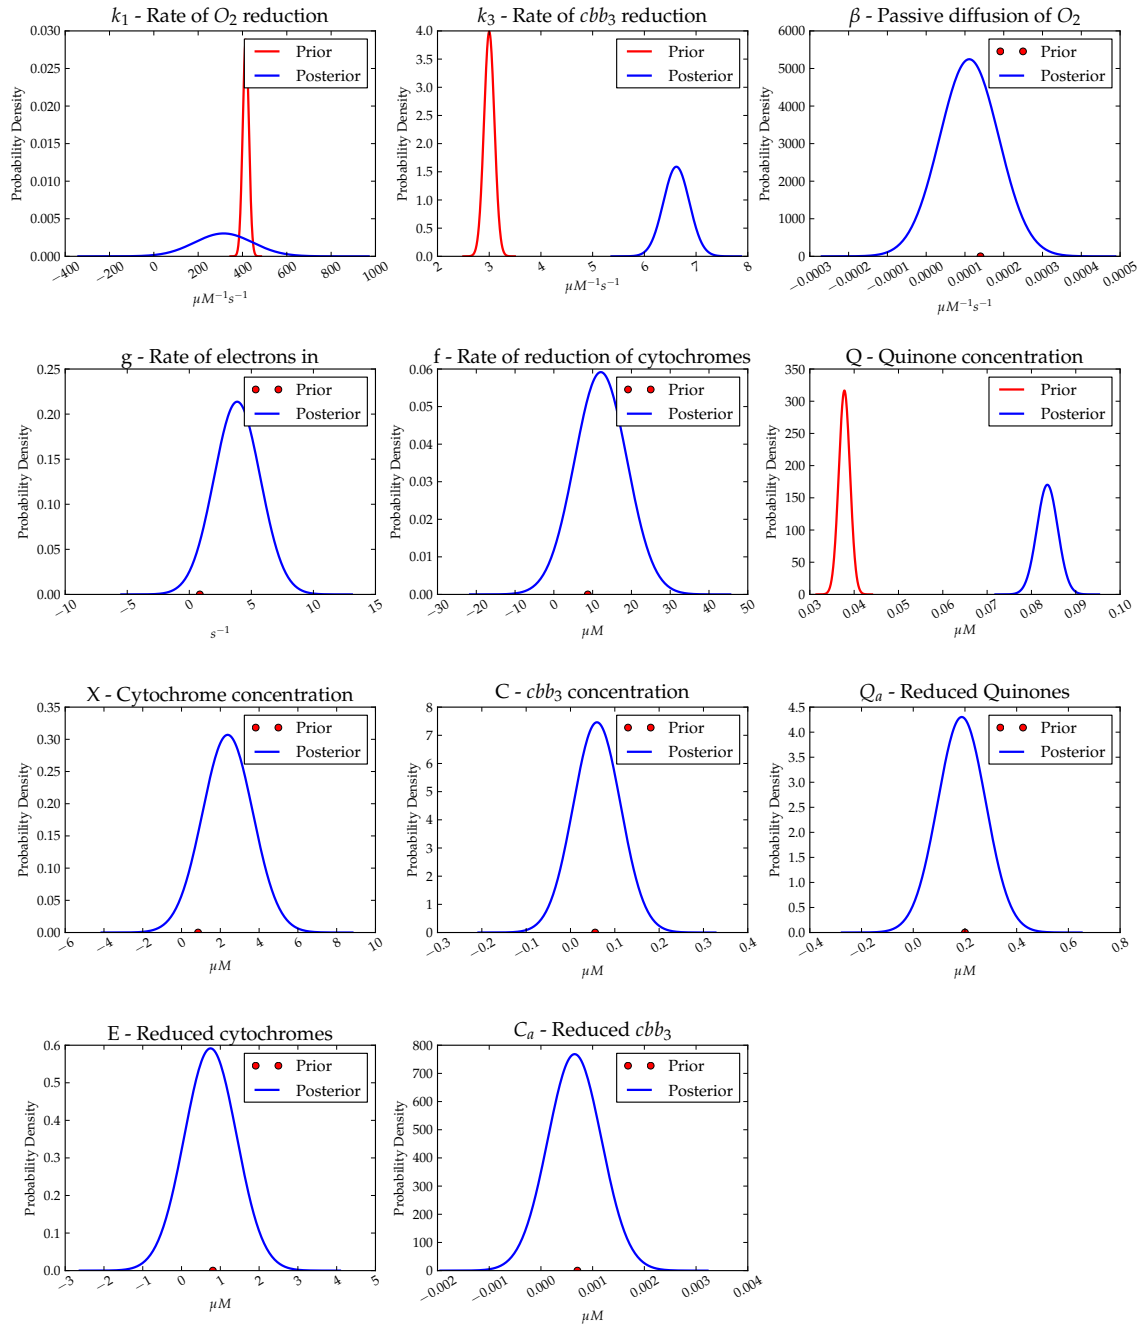 k₁ - Rate of O₂ reduction
0.030
0.025
0.020
0.015
0.010
0.005
0.000
Probability Density
Prior
Posterior
−400 −200 0 200 400 600 800 1000
μM⁻¹s⁻¹
k₃ - Rate of cbb₃ reduction
4.0
3.5
3.0
2.5
2.0
1.5
1.0
0.5
0.0
Probability Density
Prior
Posterior
2 3 4 5 6 7 8
μM⁻¹s⁻¹
β - Passive diffusion of O₂
6000
5000
4000
3000
2000
1000
0
Probability Density
Prior
Posterior
−0.0003 −0.0002 −0.0001 0.0000 0.0001 0.0002 0.0003 0.0004 0.0005
μM⁻¹s⁻¹
g - Rate of electrons in
0.25
0.20
0.15
0.10
0.05
0.00
Probability Density
Prior
Posterior
−10 −5 0 5 10 15
s⁻¹
f - Rate of reduction of cytochromes
0.06
0.05
0.04
0.03
0.02
0.01
0.00
Probability Density
Prior
Posterior
−30 −20 −10 0 10 20 30 40 50
μM
Q - Quinone concentration
350
300
250
200
150
100
50
0
Probability Density
Prior
Posterior
0.03 0.04 0.05 0.06 0.07 0.08 0.09 0.10
μM
X - Cytochrome concentration
0.35
0.30
0.25
0.20
0.15
0.10
0.05
0.00
Probability Density
Prior
Posterior
−6 −4 −2 0 2 4 6 8 10
μM
C - cbb₃ concentration
8
7
6
5
4
3
2
1
0
Probability Density
Prior
Posterior
−0.3 −0.2 −0.1 0.0 0.1 0.2 0.3 0.4
μM
Qₐ - Reduced Quinones
4.5
4.0
3.5
3.0
2.5
2.0
1.5
1.0
0.5
0.0
Probability Density
Prior
Posterior
−0.4 −0.2 0.0 0.2 0.4 0.6 0.8
μM
E - Reduced cytochromes
0.6
0.5
0.4
0.3
0.2
0.1
0.0
Probability Density
Prior
Posterior
−3 −2 −1 0 1 2 3 4 5
μM
Cₐ - Reduced cbb₃
800
700
600
500
400
300
200
100
0
Probability Density
Prior
Posterior
−0.002 −0.001 0.000 0.001 0.002 0.003 0.004
μM